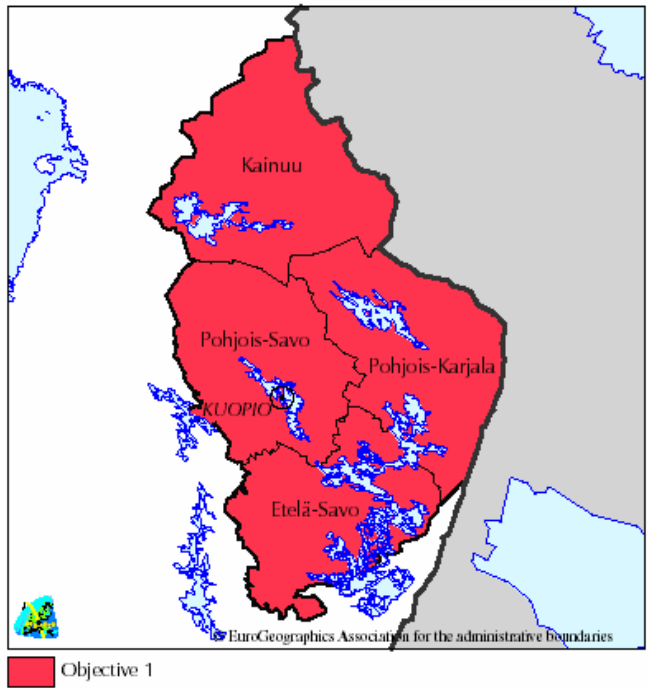 Kainuu
Pohjois-Savo
Pohjois-Karjala
KUOPIO
Etelä-Savo
© EuroGeographics Association for the administrative boundaries
Objective 1